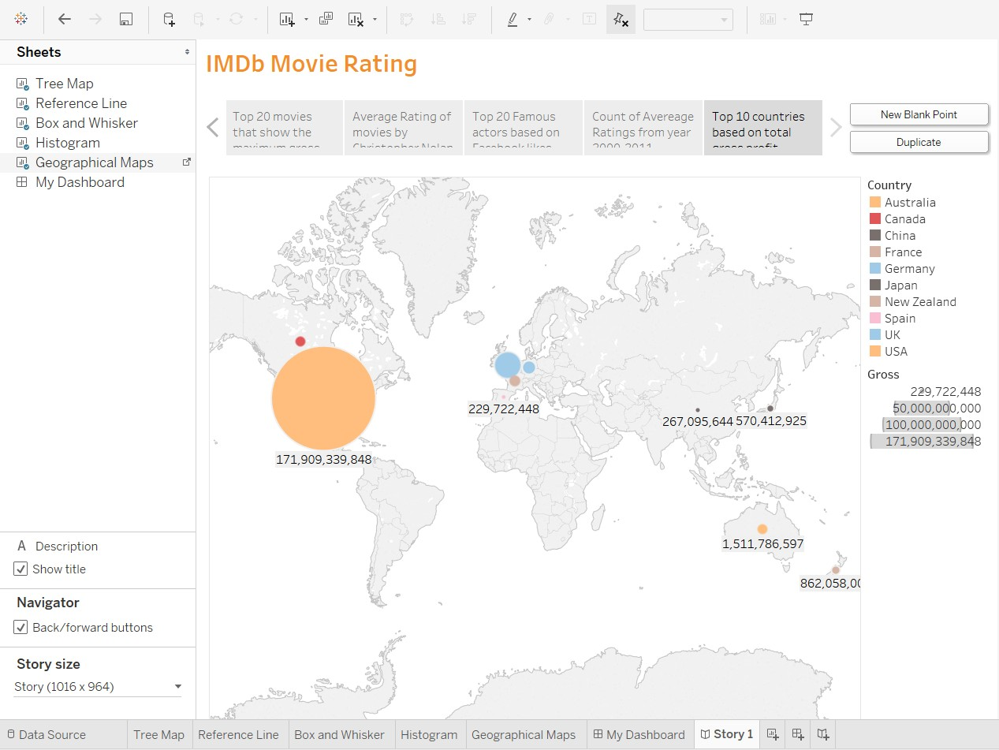 Sheets
Tree Map
Reference Line
Box and Whisker
Histogram
Geographical Maps
My Dashboard
A Description
Show title
Navigator
Back/forward buttons
Story size
Story (1016 x 964)
IMDb Movie Rating
Top 20 movies
that show the
maximum gross
Average Rating of
movies by
Christopher Nolan
Top 20 Famous
actors based on
Facebook likes
Count of Avereage
Ratings from year
2000-2011
Top 10 countries
based on total
gross profit
New Blank Point
Duplicate
171,909,339,848
229,722,448
267,095,644
570,412,925
1,511,786,597
862,058,00
Country
Australia
Canada
China
France
Germany
Japan
New Zealand
Spain
UK
USA
Gross
229,722,448
50,000,000,000
100,000,000,000
171,909,339,848
Data Source
Tree Map
Reference Line
Box and Whisker
Histogram
Geographical Maps
My Dashboard
Story 1